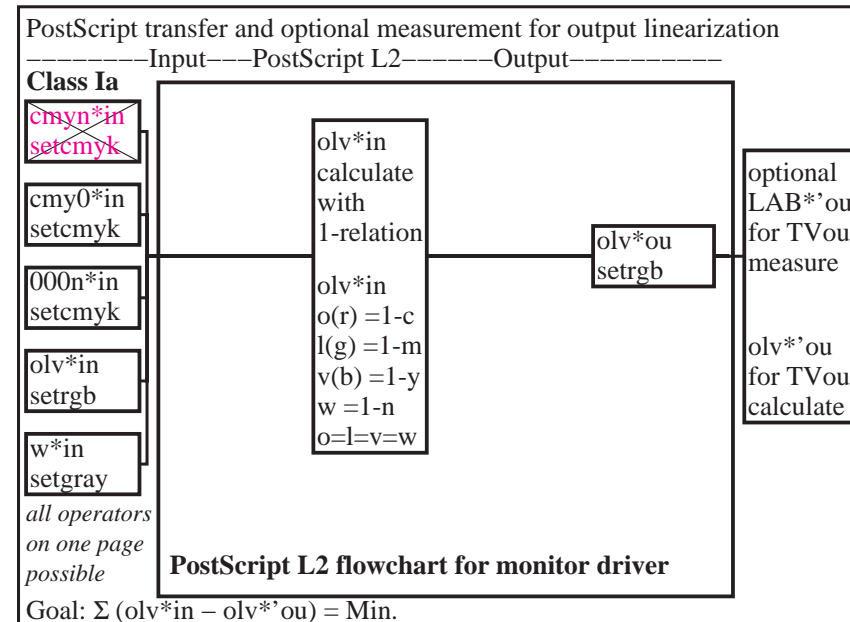 PostScript transfer and optional measurement for output linearization
––––––––Input–––PostScript L2––––––Output––––––––––
Class Ia
cmyn*in
setcmyk
cmy0*in
setcmyk
000n*in
setcmyk
olv*in
setrgb
w*in
setgray
all operators
on one page
possible
olv*in
calculate
with
1-relation
olv*in
o(r) =1-c
l(g) =1-m
v(b) =1-y
w =1-n
o=l=v=w
olv*ou
setrgb
optional
LAB*’ou
for TVou
measure
olv*’ou
for TVou
calculate
PostScript L2 flowchart for monitor driver
Goal: Σ (olv*in – olv*’ou) = Min.